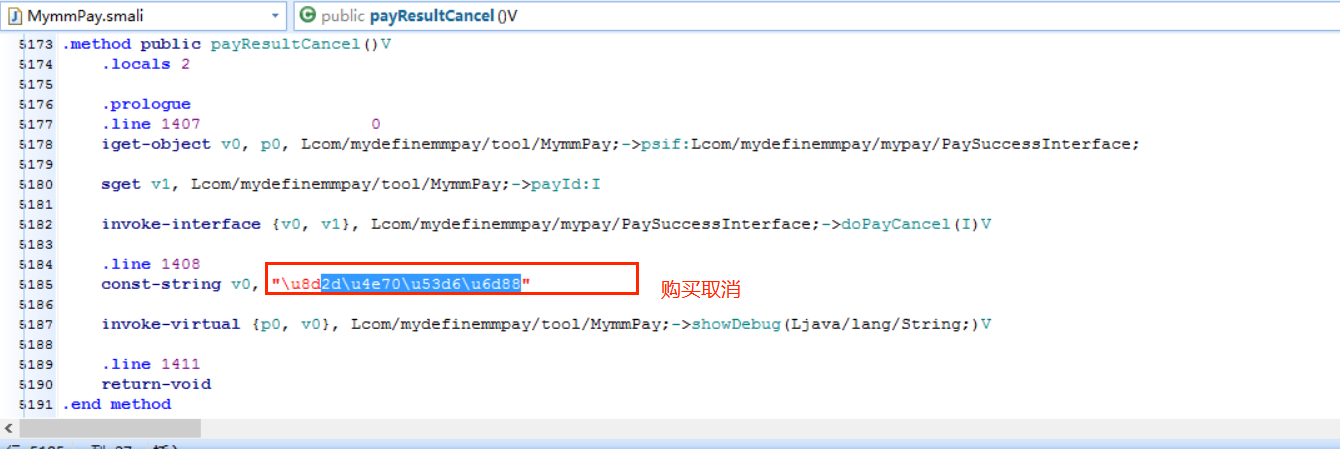 MymmPay.smali public payResultCancel()V
5173 .method public payResultCancel()V
5174 .locals 2
5175
5176 .prologue
5177 .line 1407 0
5178 iget-object v0, p0, Lcom/mydefinemmpay/tool/MymmPay;->psif:Lcom/mydefinemmpay/mypay/PaySuccessInterface;
5179
5180 sget v1, Lcom/mydefinemmpay/tool/MymmPay;->payId:I
5181
5182 invoke-interface {v0, v1}, Lcom/mydefinemmpay/mypay/PaySuccessInterface;->doPayCancel(I)V
5183
5184 .line 1408
5185 const-string v0, "\u8d2d\u4e70\u53d6\u6d88" 购买取消
5186
5187 invoke-virtual {p0, v0}, Lcom/mydefinemmpay/tool/MymmPay;->showDebug(Ljava/lang/String;)V
5188
5189 .line 1411
5190 return-void
5191 .end method